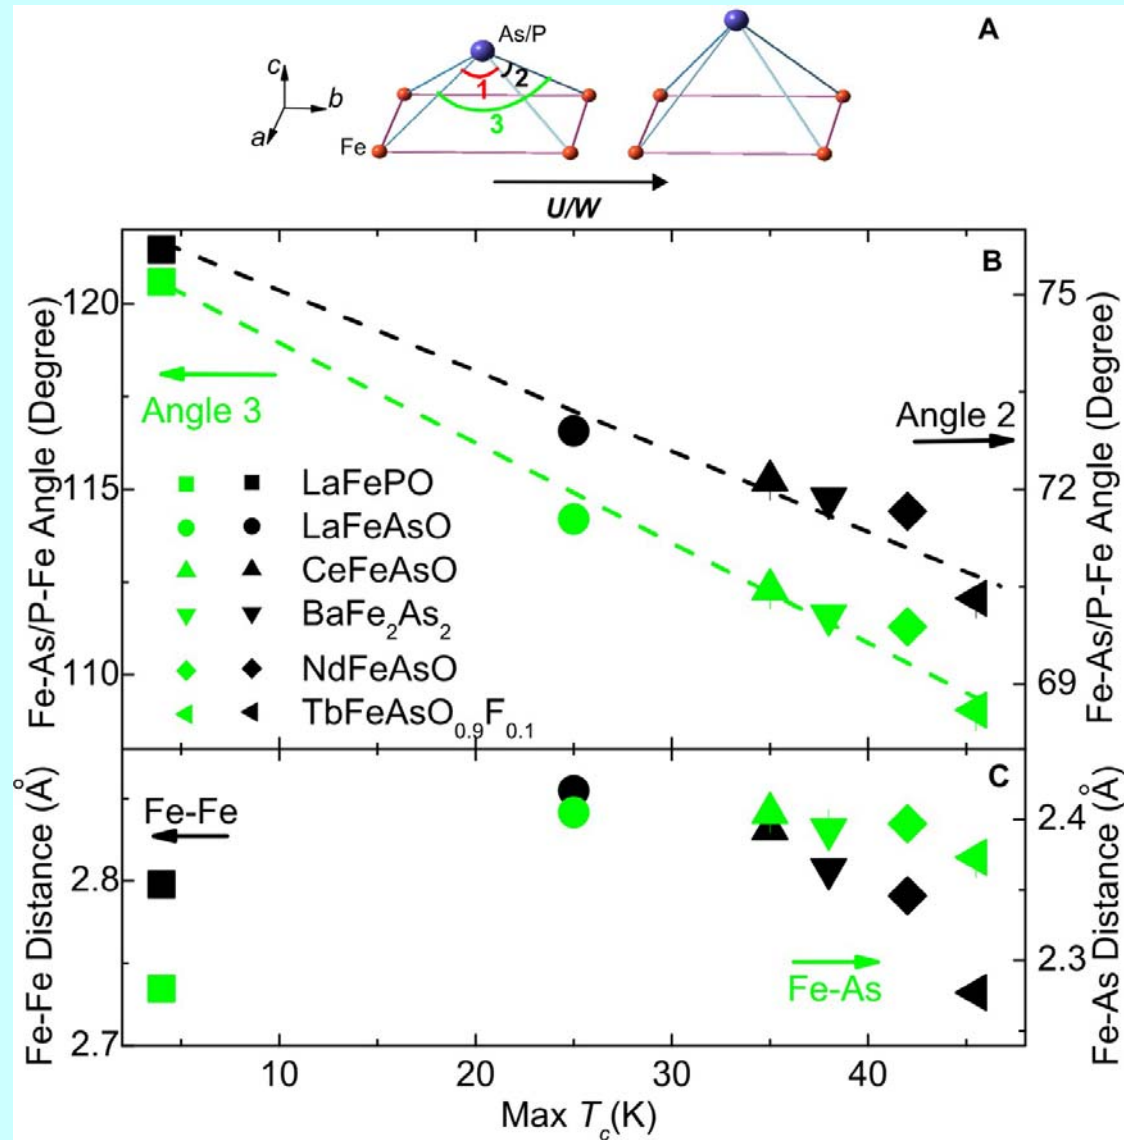 As/P
A
c
b
a
1
2
3
Fe
U/W
B
Fe-As/P-Fe Angle (Degree)
120
115
110
Angle 3
Angle 2
75
72
69
Fe-As/P-Fe Angle (Degree)
LaFePO
LaFeAsO
CeFeAsO
BaFe₂As₂
NdFeAsO
TbFeAsO₀.₉F₀.₁
C
Fe-Fe Distance (Å)
2.8
2.7
Fe-Fe
Fe-As
2.4
2.3
Fe-As Distance (Å)
10 20 30 40
Max T_c(K)